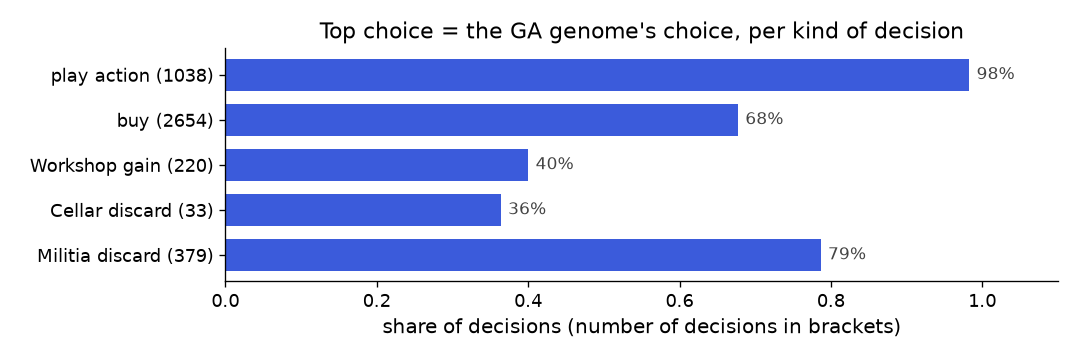 Top choice = the GA genome's choice, per kind of decision
play action (1038)
98%
buy (2654)
68%
Workshop gain (220)
40%
Cellar discard (33)
36%
Militia discard (379)
79%
0.0 0.2 0.4 0.6 0.8 1.0
share of decisions (number of decisions in brackets)